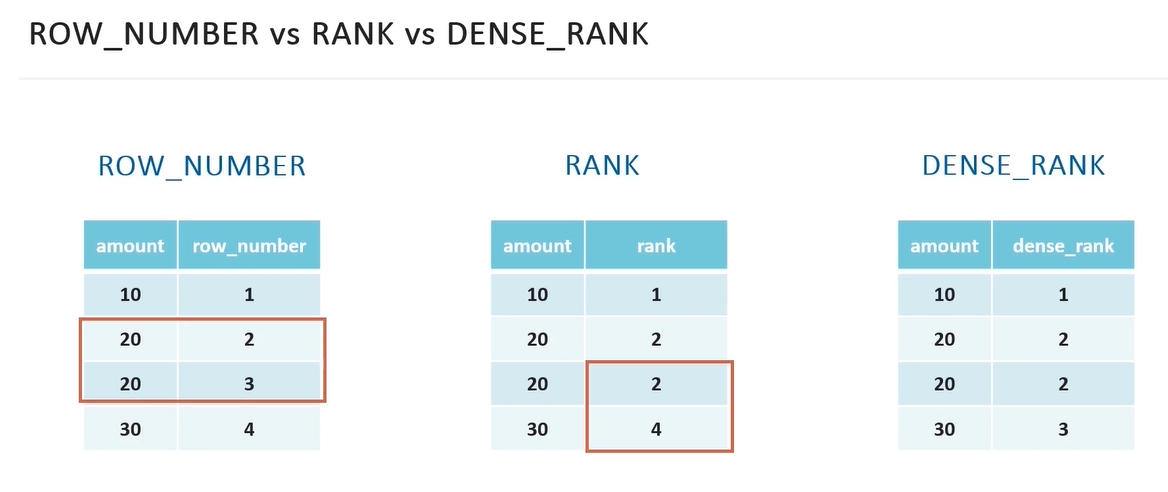 ROW_NUMBER vs RANK vs DENSE_RANK
ROW_NUMBER
amount row_number
10 1
20 2
20 3
30 4
RANK
amount rank
10 1
20 2
20 2
30 4
DENSE_RANK
amount dense_rank
10 1
20 2
20 2
30 3